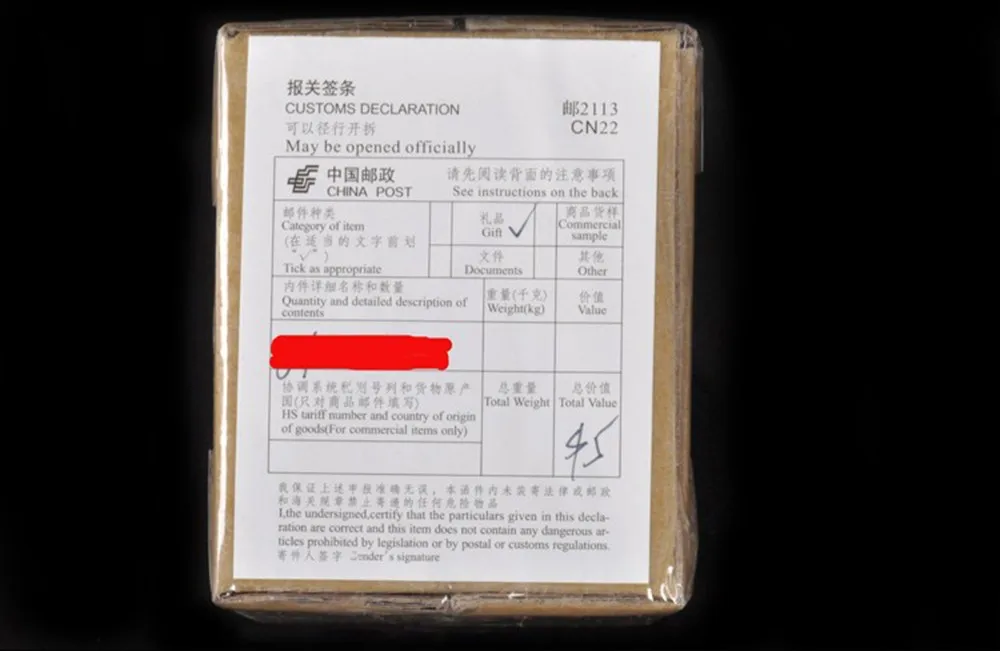 报关签条
CUSTOMS DECLARATION
可以径行开拆
May be opened officially
邮2113
CN22
中国邮政
CHINA POST
请先阅读背面的注意事项
See instructions on the back
邮件种类
Category of item
(在适当的文字前划
"✓")
Tick as appropriate
礼品
Gift ✓
商品货样
Commercial
sample
文件
Documents
其他
Other
内件详细名称和数量
Quantity and detailed description of
contents
重量(千克)
Weight(kg)
价值
Value
协调系统税则号列和货物原产
国(只对商品邮件填写)
HS tariff number and country of origin
of goods(For commercial items only)
总重量
Total Weight
总价值
Total Value
我保证上述申报准确无误，本函件内未装寄法律或邮政
和海关规章禁止寄递的任何危险物品
I,the undersigned,certify that the particulars given in this decla-
ration are correct and this item does not contain any dangerous ar-
ticles prohibited by legislation or by postal or customs regulations.
寄件人签字 Sender's signature